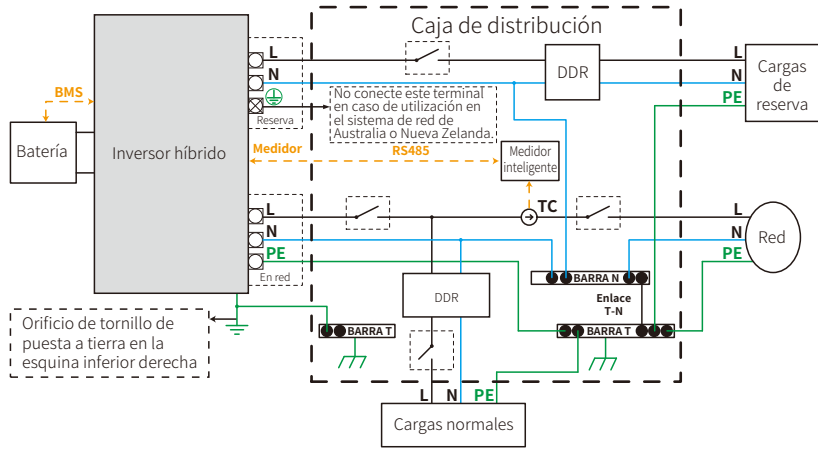 Caja de distribución
L
N
Reserva
DDR
L
N
PE
Cargas
de
reserva
BMS
No conecte este terminal
en caso de utilización en
el sistema de red de
Australia o Nueva Zelanda.
Batería
Inversor híbrido
Medidor
RS485
Medidor
inteligente
TC
L
N
PE
En red
L
N
PE
Red
BARRA N
Enlace
T-N
DDR
BARRA T
BARRA T
Orificio de tornillo de
puesta a tierra en la
esquina inferior derecha
L
N
PE
Cargas normales